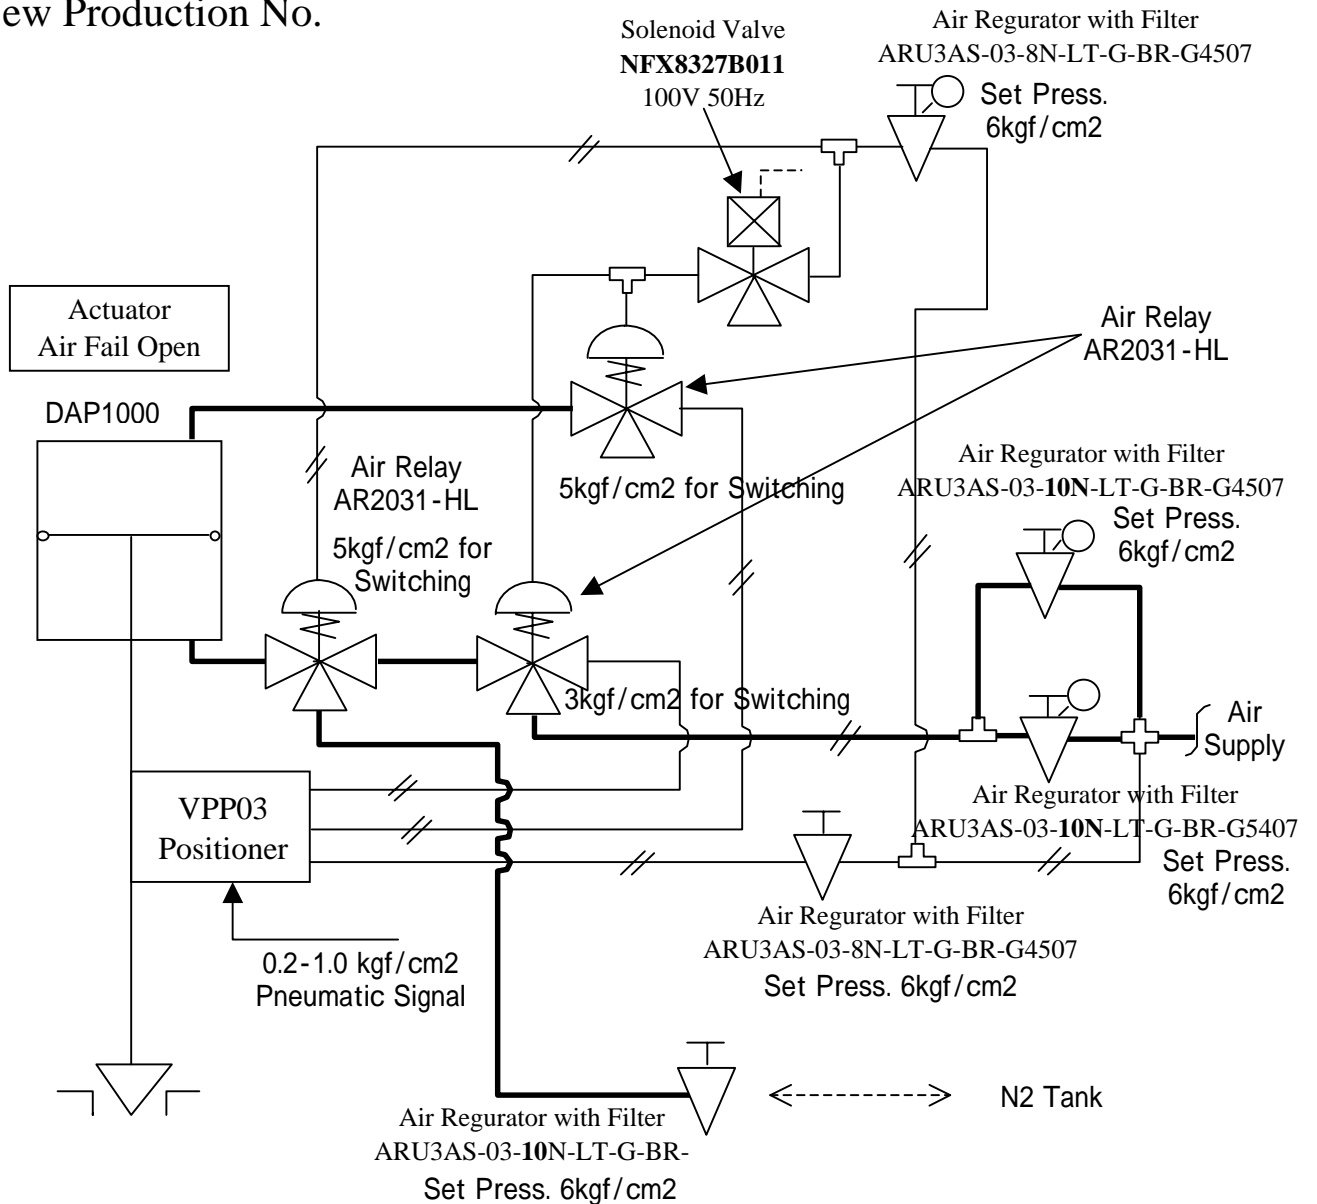 ew Production No.
Solenoid Valve
NFX8327B011
100V 50Hz
Air Regurator with Filter
ARU3AS-03-8N-LT-G-BR-G4507
Set Press.
6kgf/cm2
Actuator
Air Fail Open
DAP1000
Air Relay
AR2031-HL
Air Relay
AR2031-HL
5kgf/cm2 for
Switching
5kgf/cm2 for Switching
Air Regurator with Filter
ARU3AS-03-10N-LT-G-BR-G4507
Set Press.
6kgf/cm2
3kgf/cm2 for Switching
Air
Supply
VPP03
Positioner
Air Regurator with Filter
ARU3AS-03-10N-LT-G-BR-G5407
Set Press.
6kgf/cm2
Air Regurator with Filter
ARU3AS-03-8N-LT-G-BR-G4507
Set Press. 6kgf/cm2
0.2-1.0 kgf/cm2
Pneumatic Signal
N2 Tank
Air Regurator with Filter
ARU3AS-03-10N-LT-G-BR-
Set Press. 6kgf/cm2